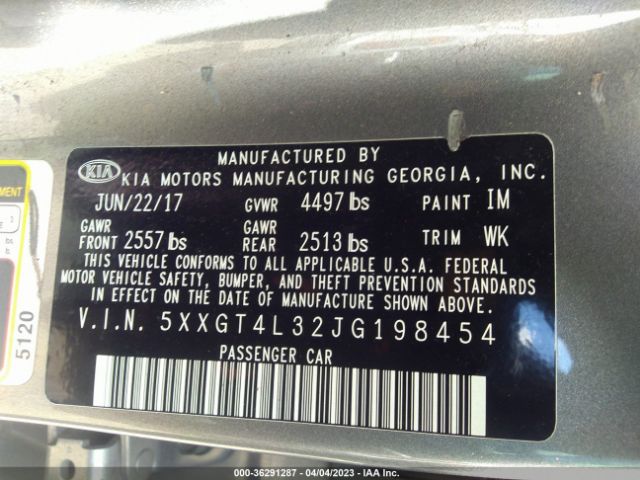 MANUFACTURED BY
KIA KIA MOTORS MANUFACTURING GEORGIA, INC.
JUN/22/17 GVWR 4497 lbs PAINT IM
GAWR FRONT 2557 lbs GAWR REAR 2513 lbs TRIM WK
THIS VEHICLE CONFORMS TO ALL APPLICABLE U.S.A. FEDERAL
MOTOR VEHICLE SAFETY, BUMPER, AND THEFT PREVENTION STANDARDS
IN EFFECT ON THE DATE OF MANUFACTURE SHOWN ABOVE.
V.I.N. 5XXGT4L32JG198454
PASSENGER CAR
5120
000-36291287 - 04/04/2023 - IAA Inc.